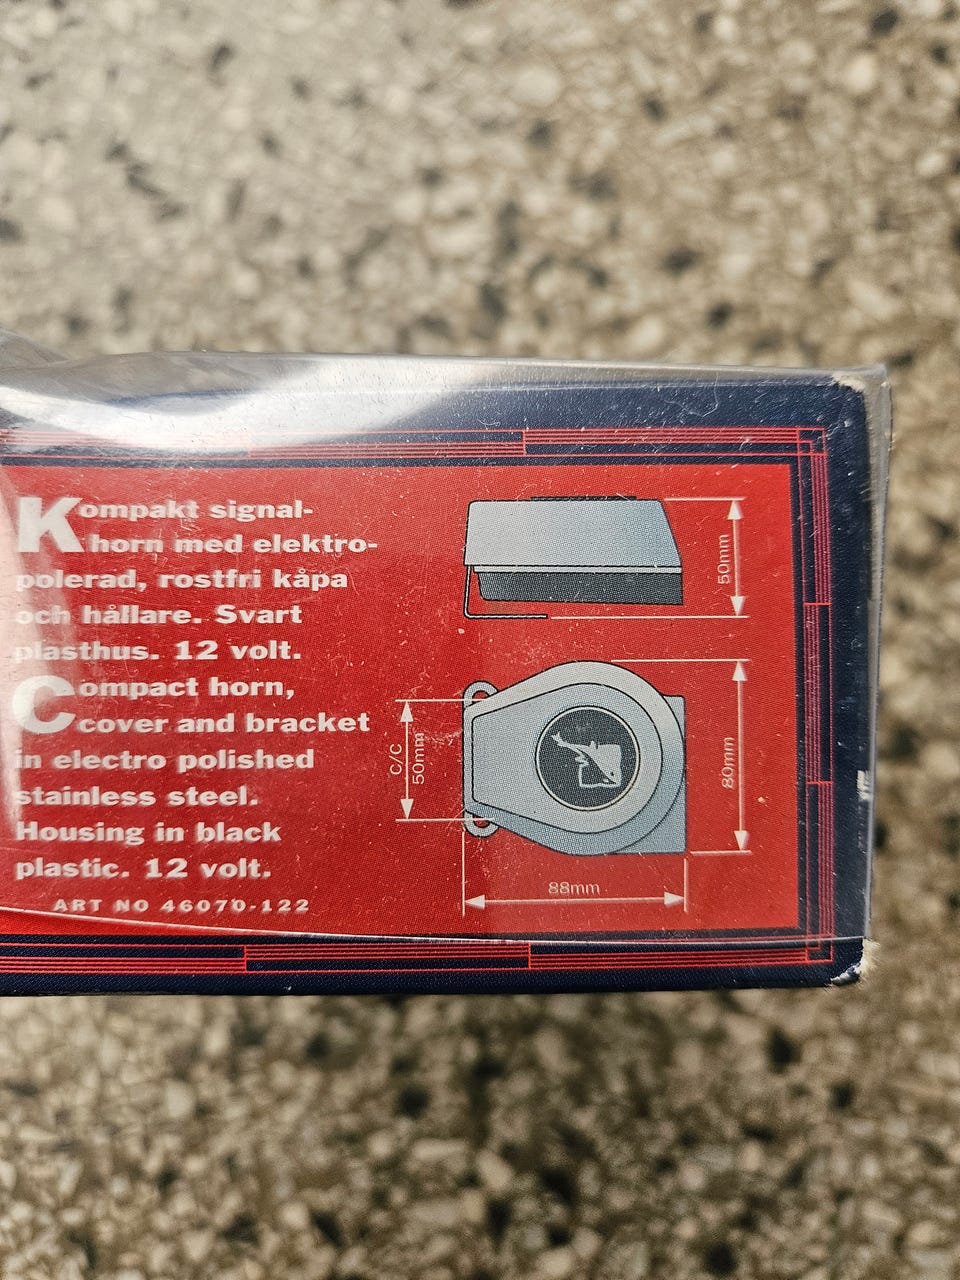 Kompakt signal-
horn med elektro-
polerad, rostfri kåpa
och hållare. Svart
plasthus. 12 volt.
Compact horn,
cover and bracket
in electro polished
stainless steel.
Housing in black
plastic. 12 volt.
ART NO 46070-122
50mm
C/C
50mm
80mm
88mm